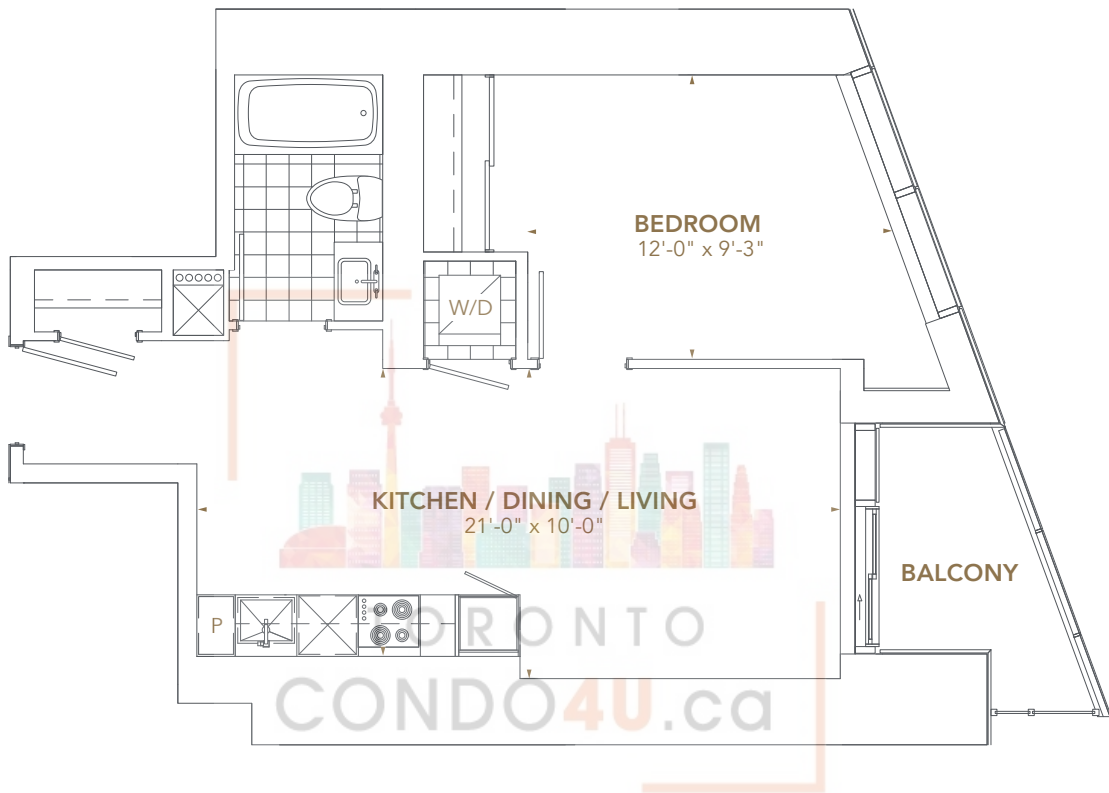 BEDROOM
12'-0" x 9'-3"
W/D
KITCHEN / DINING / LIVING
21'-0" x 10'-0"
BALCONY
P
TORONTO
CONDO4U.ca